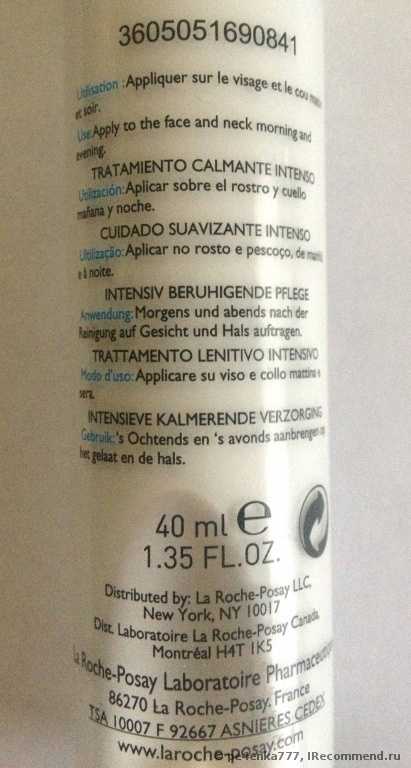 3605051690841
Utilisation :Appliquer sur le visage et le cou
et soir.
Use:Apply to the face and neck morning and
evening.
TRATAMIENTO CALMANTE INTENSO
Utilización:Aplicar sobre el rostro y cuello
mañana y noche.
CUIDADO SUAVIZANTE INTENSO
Utilização: Aplicar no rosto e pescoço, de
e à noite.
INTENSIV BERUHIGENDE PFLEGE
Anwendung: Morgens und abends nach der
Reinigung auf Gesicht und Hals auftragen.
TRATTAMENTO LENITIVO INTENSIVO
Modo d'uso: Applicare su viso e collo mattina e
sera.
INTENSIEVE KALMERENDE VERZORGING
Gebruik:'s Ochtends en 's avonds aanbrengen op
het gelaat en de hals.
40 ml e
1.35 FL.OZ.
Distributed by: La Roche-Posay LLC,
New York, NY 10017
Dist. Laboratoire La Roche-Posay Canada,
Montréal H4T 1K5
La Roche-Posay Laboratoire
86270 La Roche-Posay, France
TSA 10007 F 92667 ASNIERES CEDEX
www.laroche-posay.com
IRecommend.ru